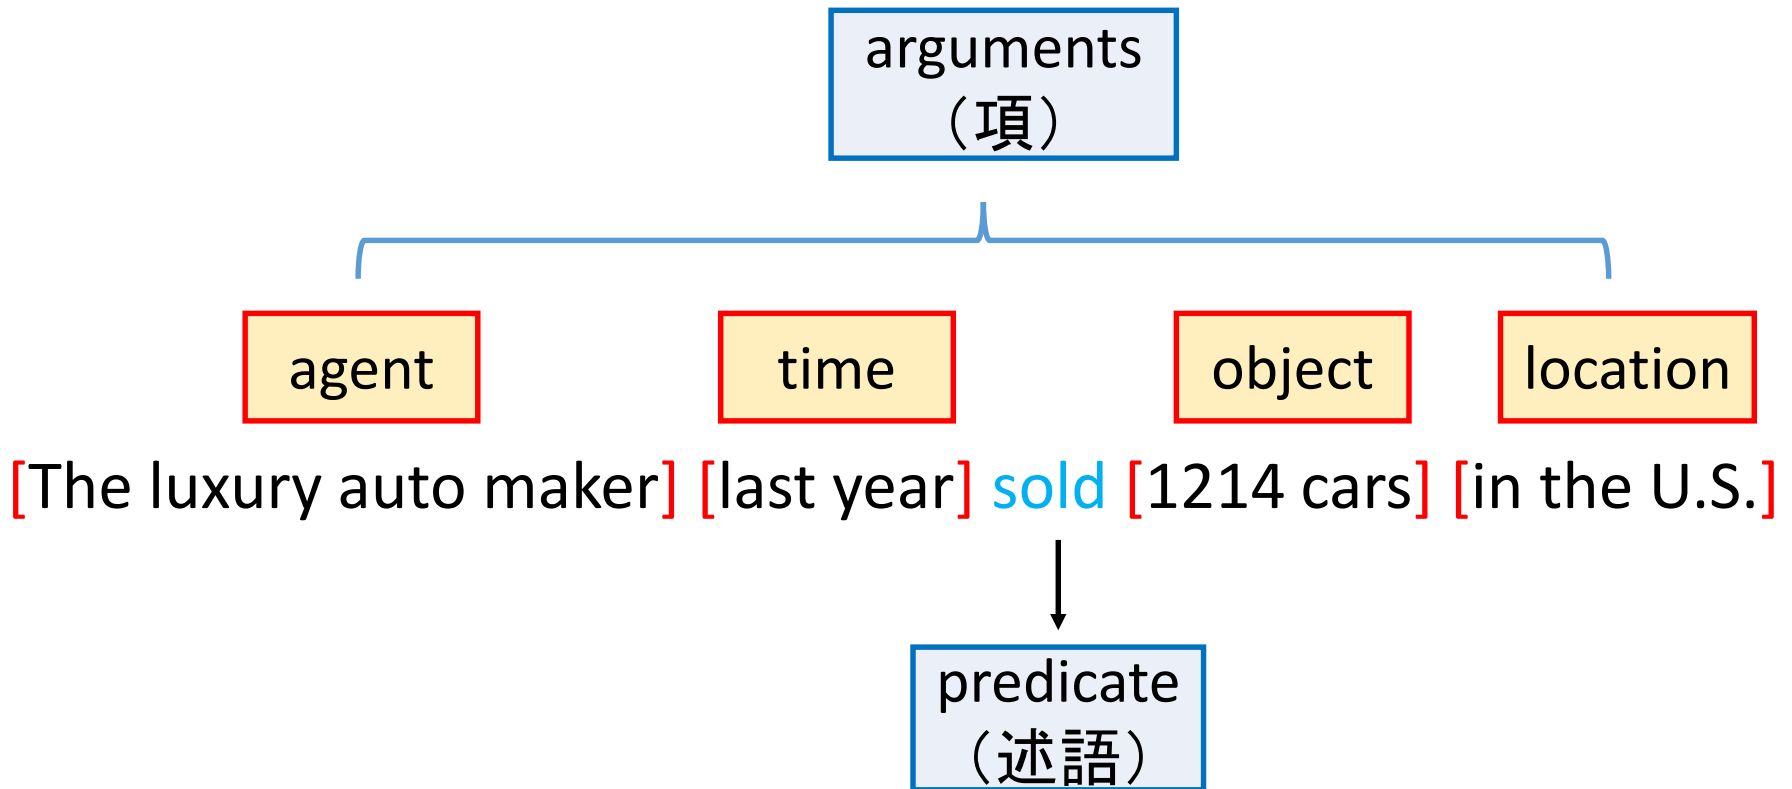 arguments
（項）
agent
time
object
location
[The luxury auto maker] [last year] sold [1214 cars] [in the U.S.]
predicate
（述語）